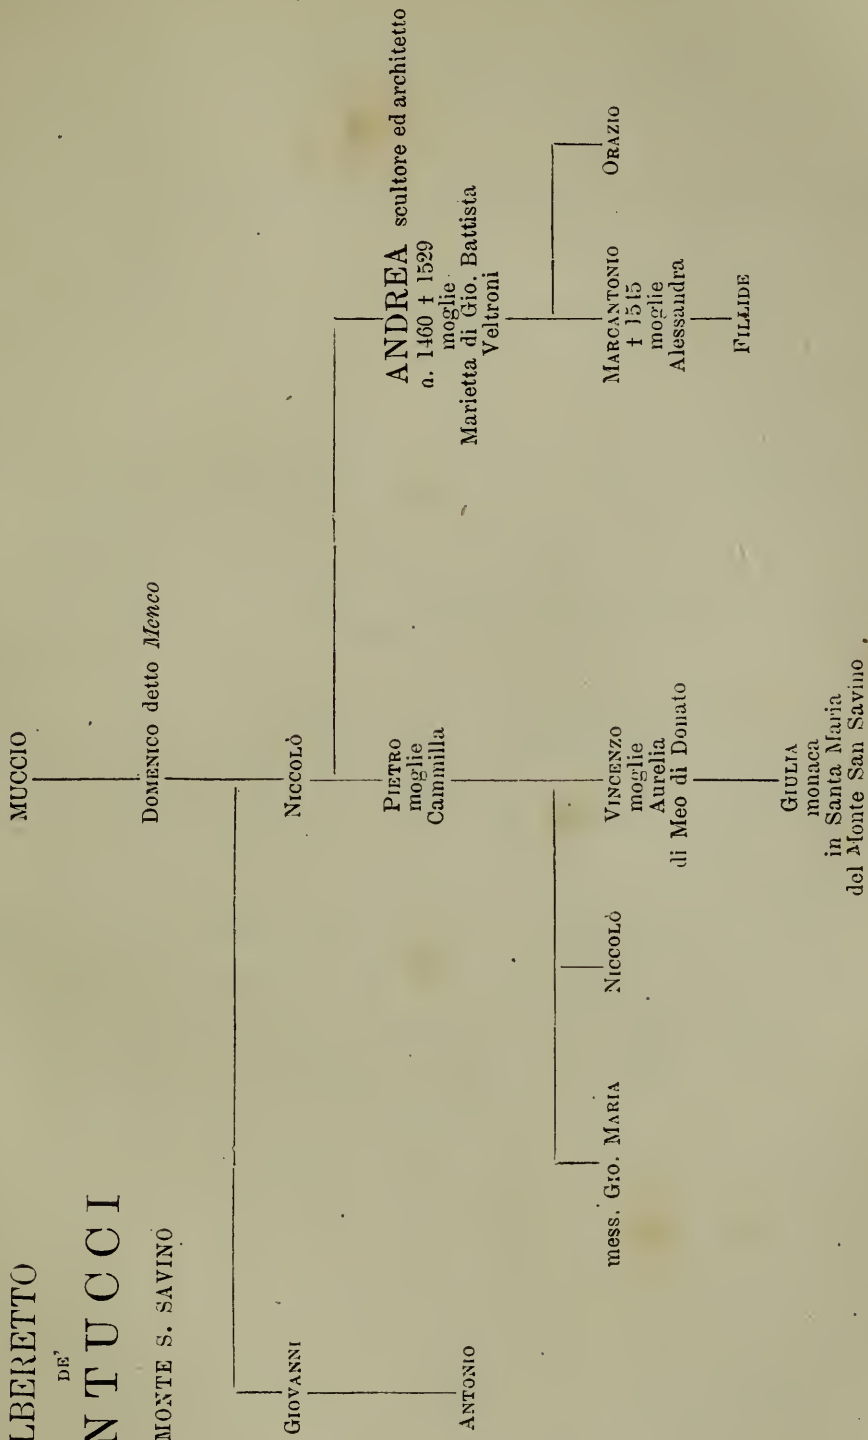 LBERETTO
DE'
NTUCCI
MONTE S. SAVINO
MUCCIO
DOMENICO detto Menco
GIOVANNI
NICCOLÒ
ANTONIO
PIETRO
moglie
Cammilla
ANDREA scultore ed architetto
n. 1460 † 1529
moglie
Marietta di Gio. Battista
Veltroni
mess. GIO. MARIA
NICCOLÒ
VINCENZO
moglie
Aurelia
di Meo di Donato
MARCANTONIO
† 1545
moglie
Alessandra
ORAZIO
FILLIDE
GIULIA
monaca
in Santa Maria
del Monte San Savino